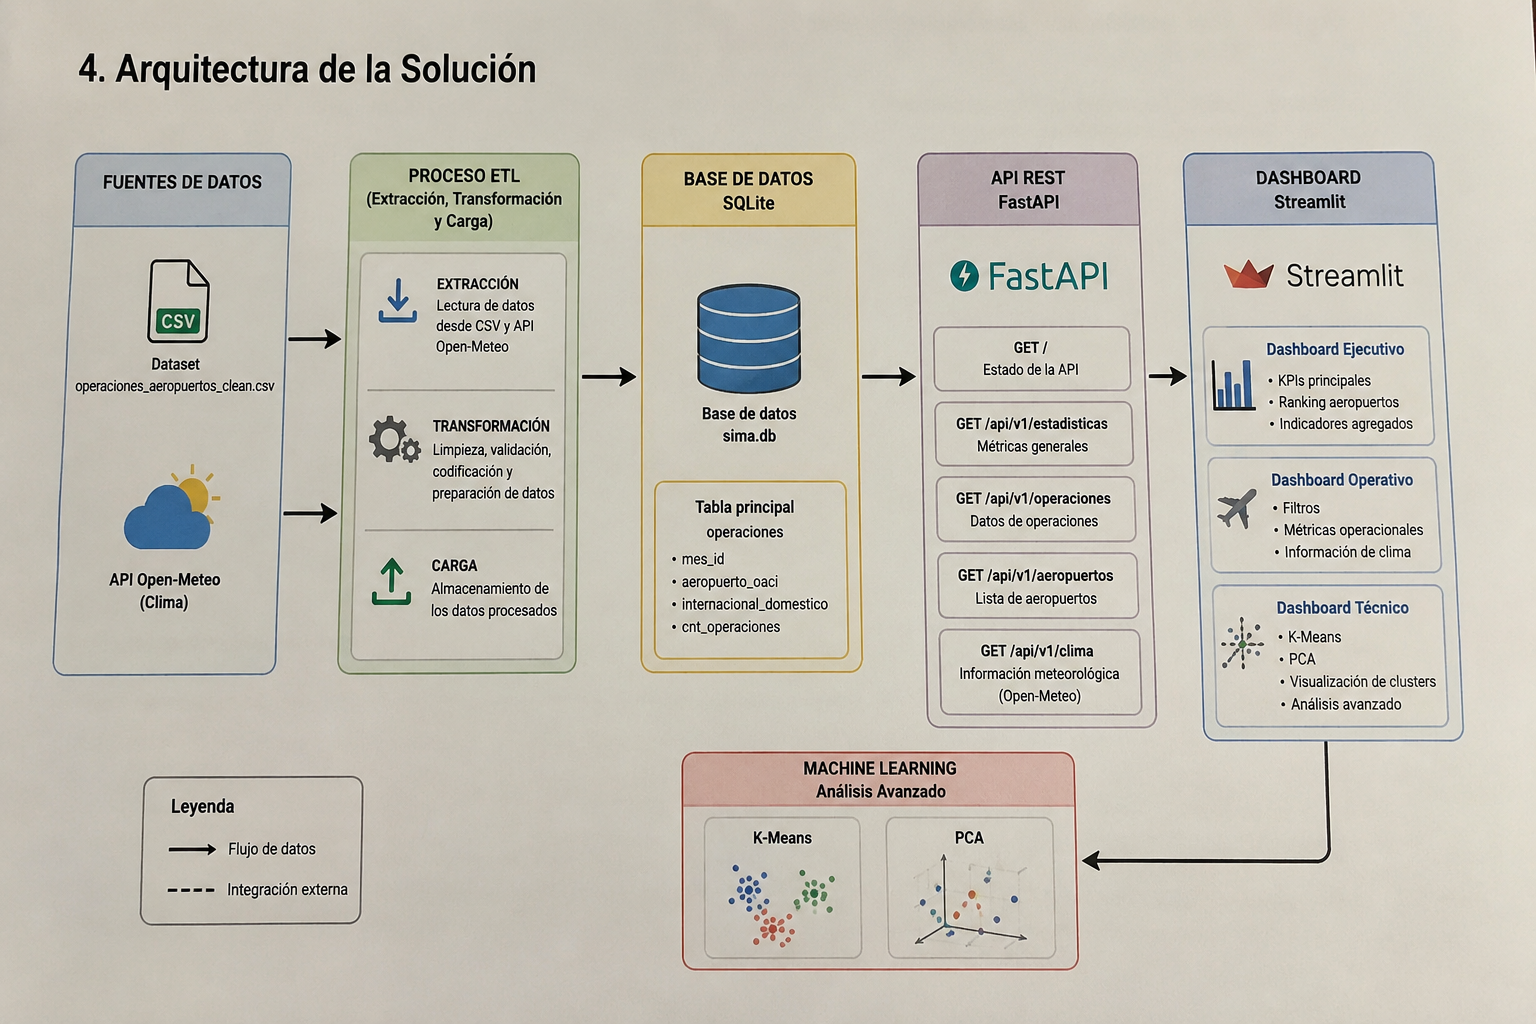 4. Arquitectura de la Solución
FUENTES DE DATOS
CSV
Dataset
operaciones_aeropuertos_clean.csv
API Open-Meteo
(Clima)
PROCESO ETL
(Extracción, Transformación
y Carga)
EXTRACCIÓN
Lectura de datos
desde CSV y API
Open-Meteo
TRANSFORMACIÓN
Limpieza, validación,
codificación y
preparación de datos
CARGA
Almacenamiento de
los datos procesados
BASE DE DATOS
SQLite
Base de datos
sima.db
Tabla principal
operaciones
• mes_id
• aeropuerto_oaci
• internacional_domestico
• cnt_operaciones
API REST
FastAPI
FastAPI
GET /
Estado de la API
GET /api/v1/estadisticas
Métricas generales
GET /api/v1/operaciones
Datos de operaciones
GET /api/v1/aeropuertos
Lista de aeropuertos
GET /api/v1/clima
Información meteorológica
(Open-Meteo)
DASHBOARD
Streamlit
Streamlit
Dashboard Ejecutivo
• KPIs principales
• Ranking aeropuertos
• Indicadores agregados
Dashboard Operativo
• Filtros
• Métricas operacionales
• Información de clima
Dashboard Técnico
• K-Means
• PCA
• Visualización de clusters
• Análisis avanzado
Leyenda
Flujo de datos
Integración externa
MACHINE LEARNING
Análisis Avanzado
K-Means
PCA